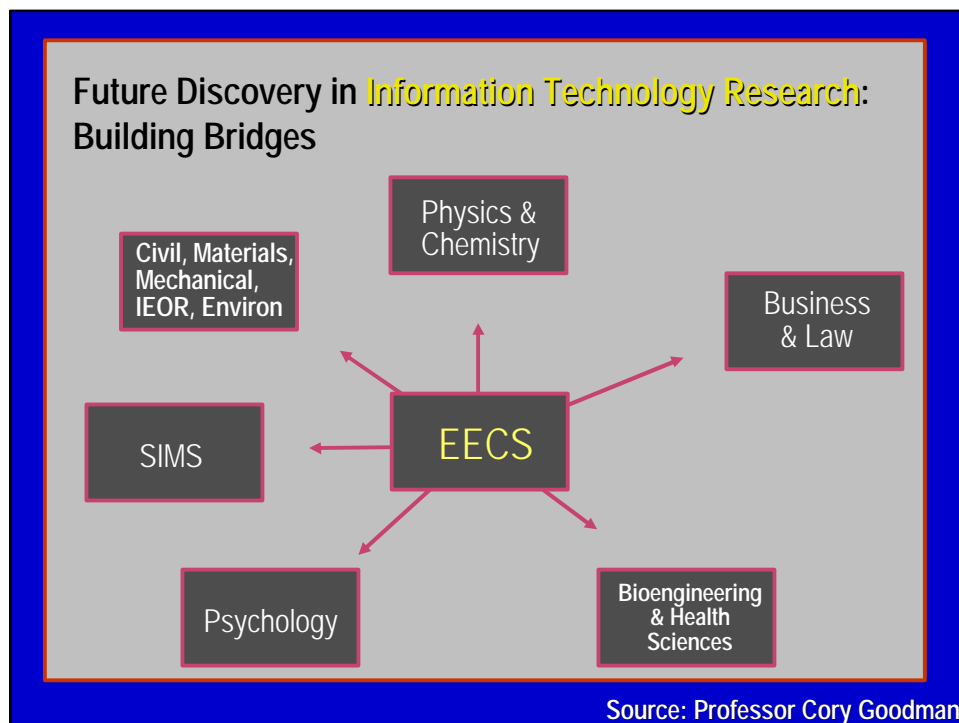 Future Discovery in Information Technology Research:
Building Bridges
Physics &
Chemistry
Civil, Materials,
Mechanical,
IEOR, Environ
Business
& Law
EECS
SIMS
Psychology
Bioengineering
& Health
Sciences
Source: Professor Cory Goodman